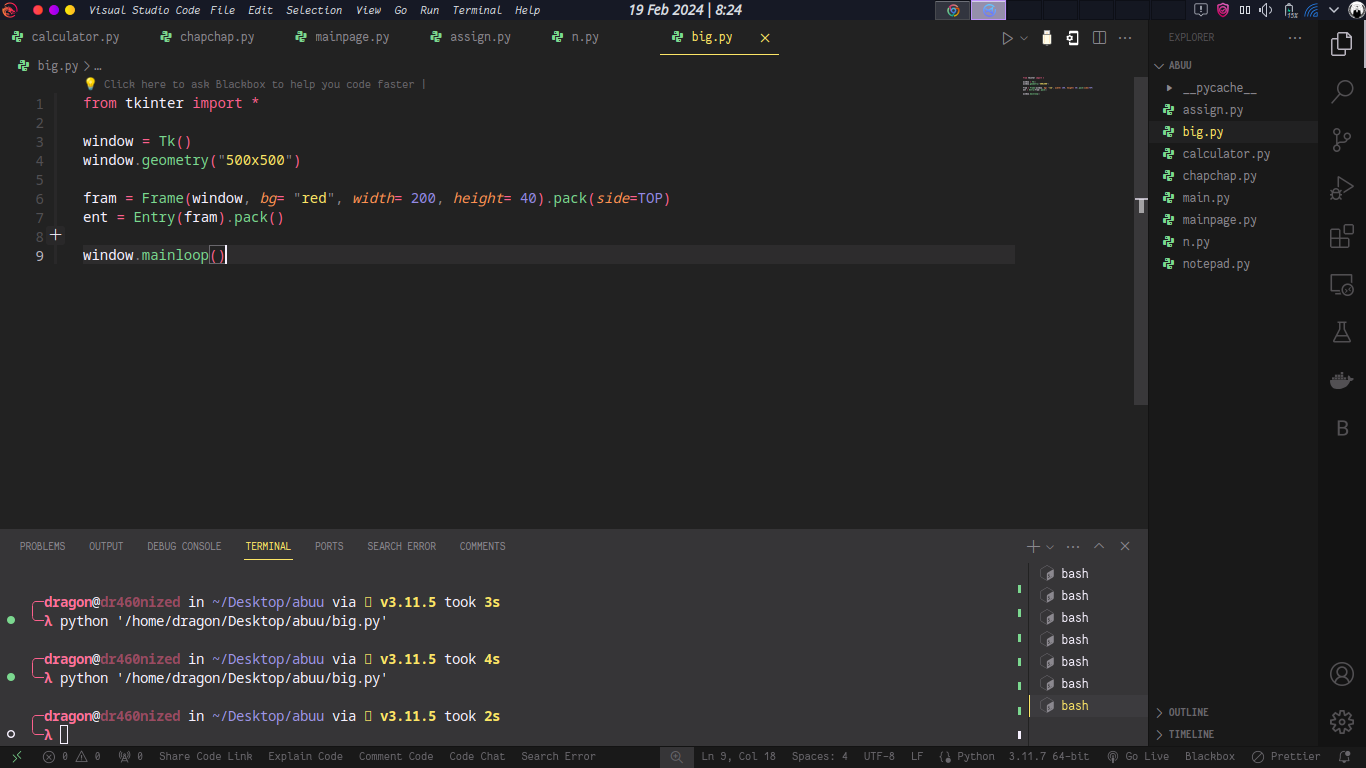 Visual Studio Code File Edit Selection View Go Run Terminal Help 19 Feb 2024 | 8:24
calculator.py chapchap.py mainpage.py assign.py n.py big.py
EXPLORER
big.py > ...
ABUU
Click here to ask Blackbox to help you code faster |
1 from tkinter import *
2
3 window = Tk()
4 window.geometry("500x500")
5
6 fram = Frame(window, bg= "red", width= 200, height= 40).pack(side=TOP)
7 ent = Entry(fram).pack()
8
9 window.mainloop()
__pycache__
assign.py
big.py
calculator.py
chapchap.py
main.py
mainpage.py
n.py
notepad.py
B
PROBLEMS OUTPUT DEBUG CONSOLE TERMINAL PORTS SEARCH ERROR COMMENTS
dragon@dr460nized in ~/Desktop/abuu via v3.11.5 took 3s
λ python '/home/dragon/Desktop/abuu/big.py'
dragon@dr460nized in ~/Desktop/abuu via v3.11.5 took 4s
λ python '/home/dragon/Desktop/abuu/big.py'
dragon@dr460nized in ~/Desktop/abuu via v3.11.5 took 2s
λ
bash
bash
bash
bash
bash
bash
bash
OUTLINE
TIMELINE
0 0 0 Share Code Link Explain Code Comment Code Code Chat Search Error Ln 9, Col 18 Spaces: 4 UTF-8 LF Python 3.11.7 64-bit Go Live Blackbox Prettier